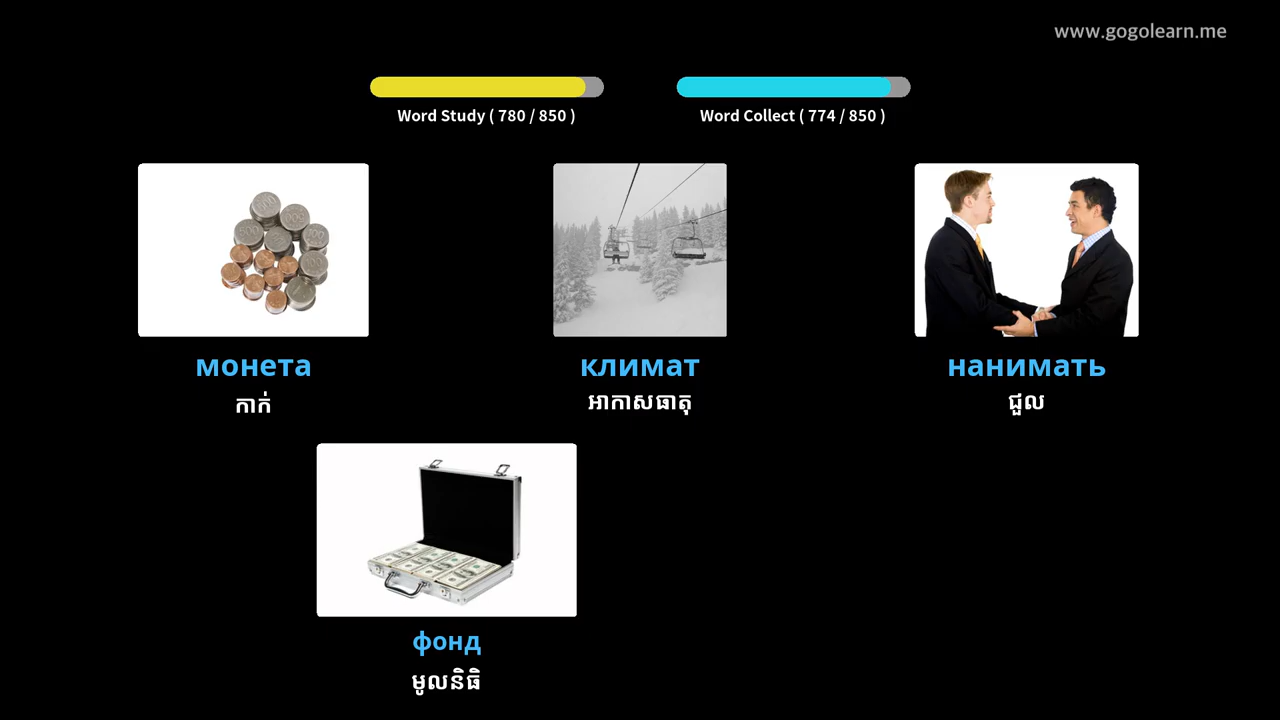 www.gogolearn.me
Word Study ( 780 / 850 )
Word Collect ( 774 / 850 )
монета
климат
нанимать
កាក់
អាកាសធាតុ
ជួល
фонд
មូលនិធិ